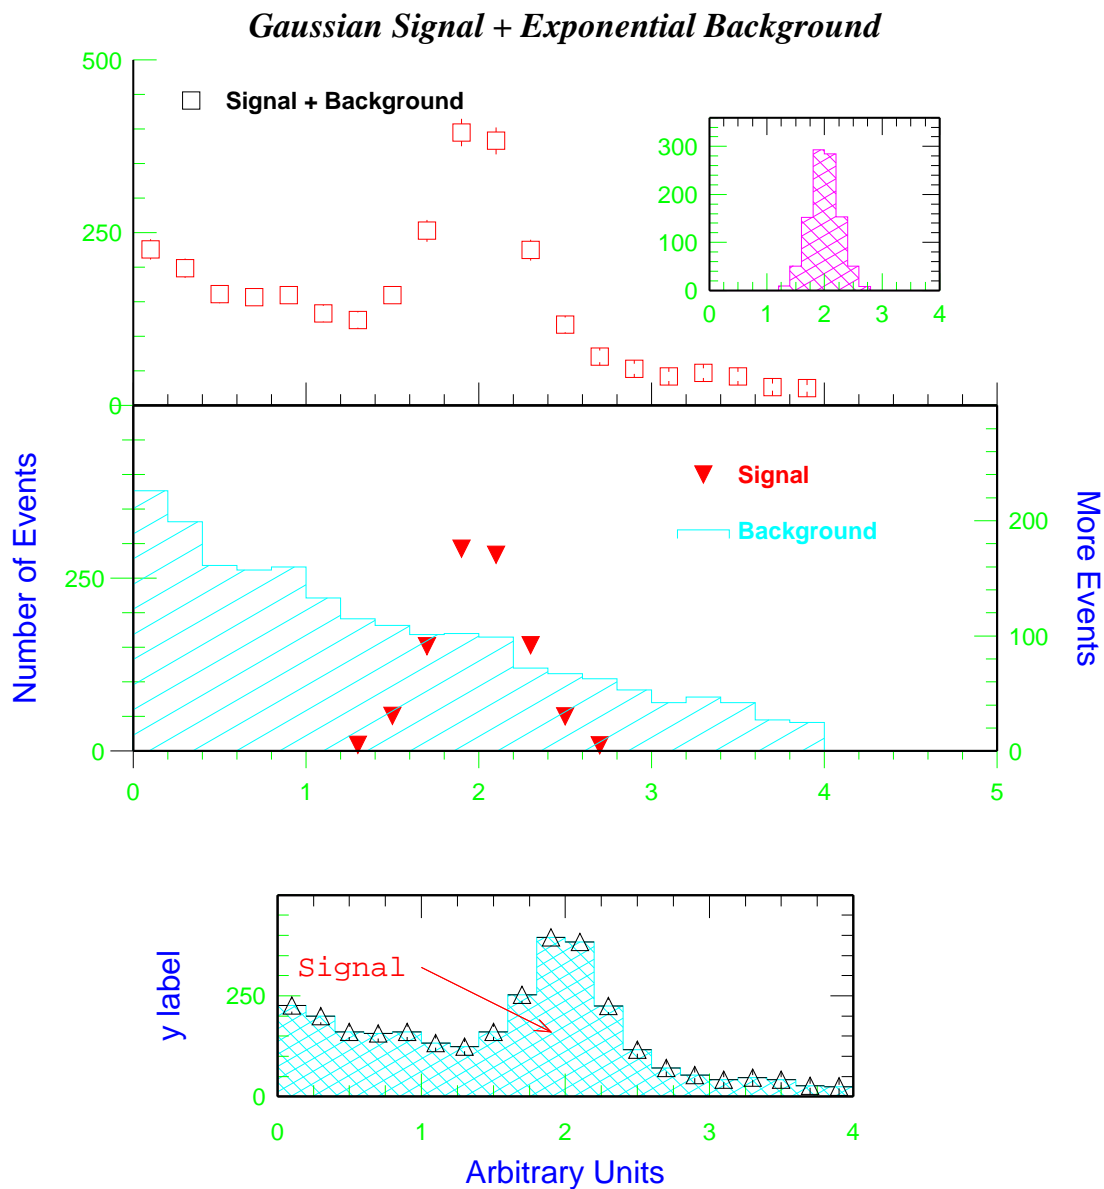 Gaussian Signal + Exponential Background
500
Signal + Background
300
250
200
100
0
0 1 2 3 4
0
Number of Events
More Events
Signal
200
Background
250
100
0
0
0 1 2 3 4 5
y label
Signal
250
0
0 1 2 3 4
Arbitrary Units